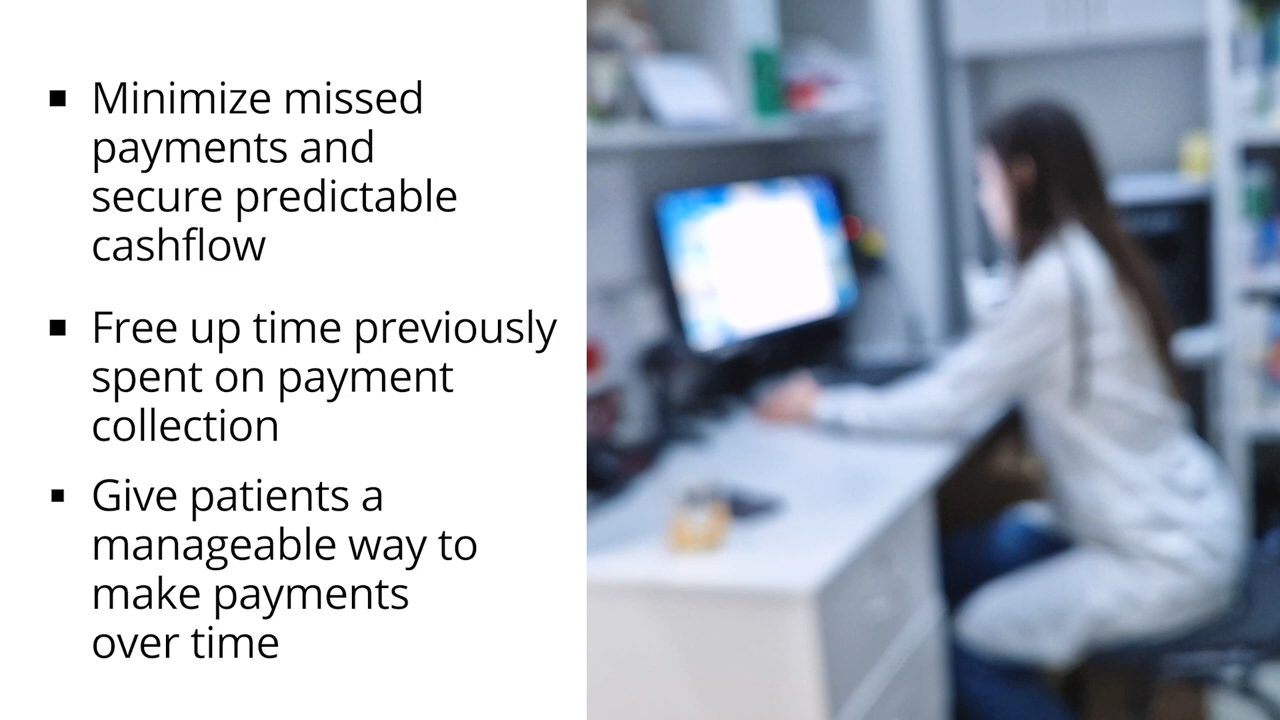 ▪ Minimize missed
payments and
secure predictable
cashflow
▪ Free up time previously
spent on payment
collection
▪ Give patients a
manageable way to
make payments
over time